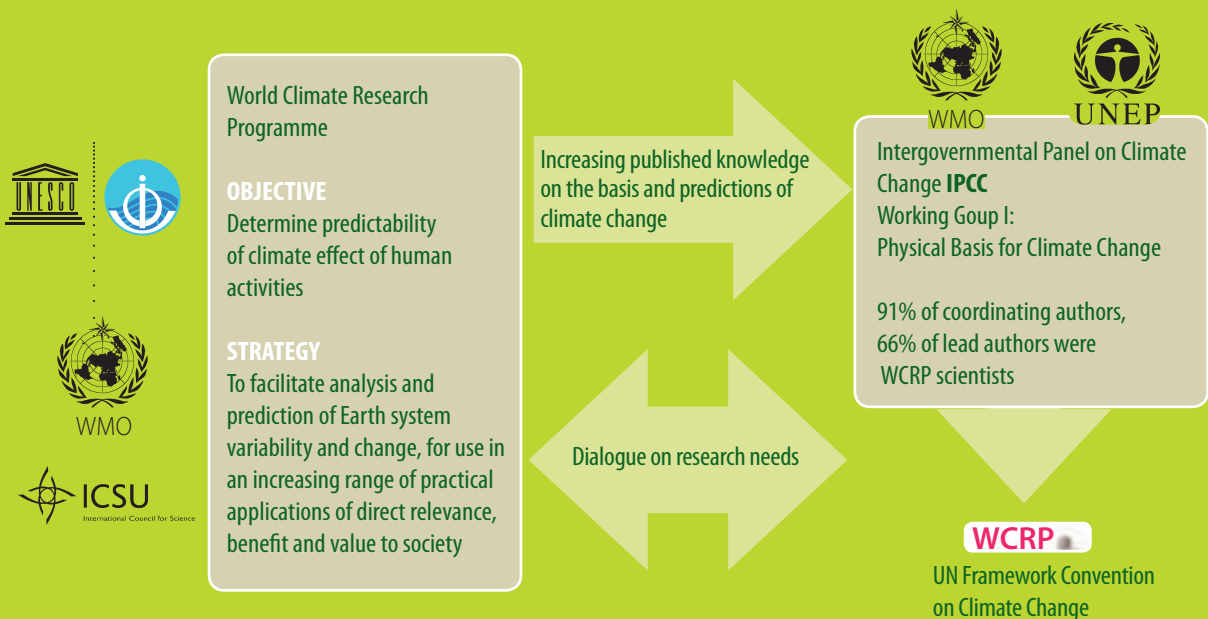 UNESCO
WMO
ICSU
International Council for Science
World Climate Research
Programme
OBJECTIVE
Determine predictability
of climate effect of human
activities
STRATEGY
To facilitate analysis and
prediction of Earth system
variability and change, for use in
an increasing range of practical
applications of direct relevance,
benefit and value to society
Increasing published knowledge
on the basis and predictions of
climate change
Dialogue on research needs
WMO
UNEP
Intergovernmental Panel on Climate
Change IPCC
Working Goup I:
Physical Basis for Climate Change
91% of coordinating authors,
66% of lead authors were
WCRP scientists
WCRP
UN Framework Convention
on Climate Change